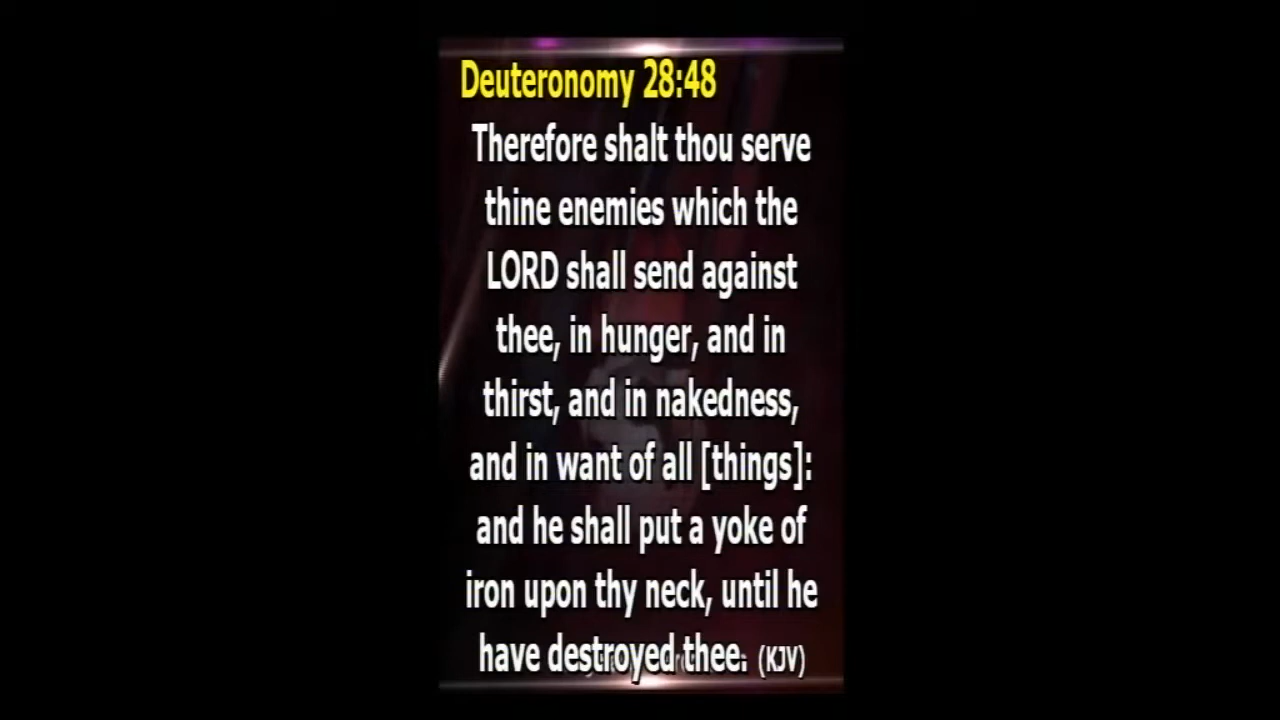 Deuteronomy 28:48
Therefore shalt thou serve
thine enemies which the
LORD shall send against
thee, in hunger, and in
thirst, and in nakedness,
and in want of all [things]:
and he shall put a yoke of
iron upon thy neck, until he
have destroyed thee. (KJV)